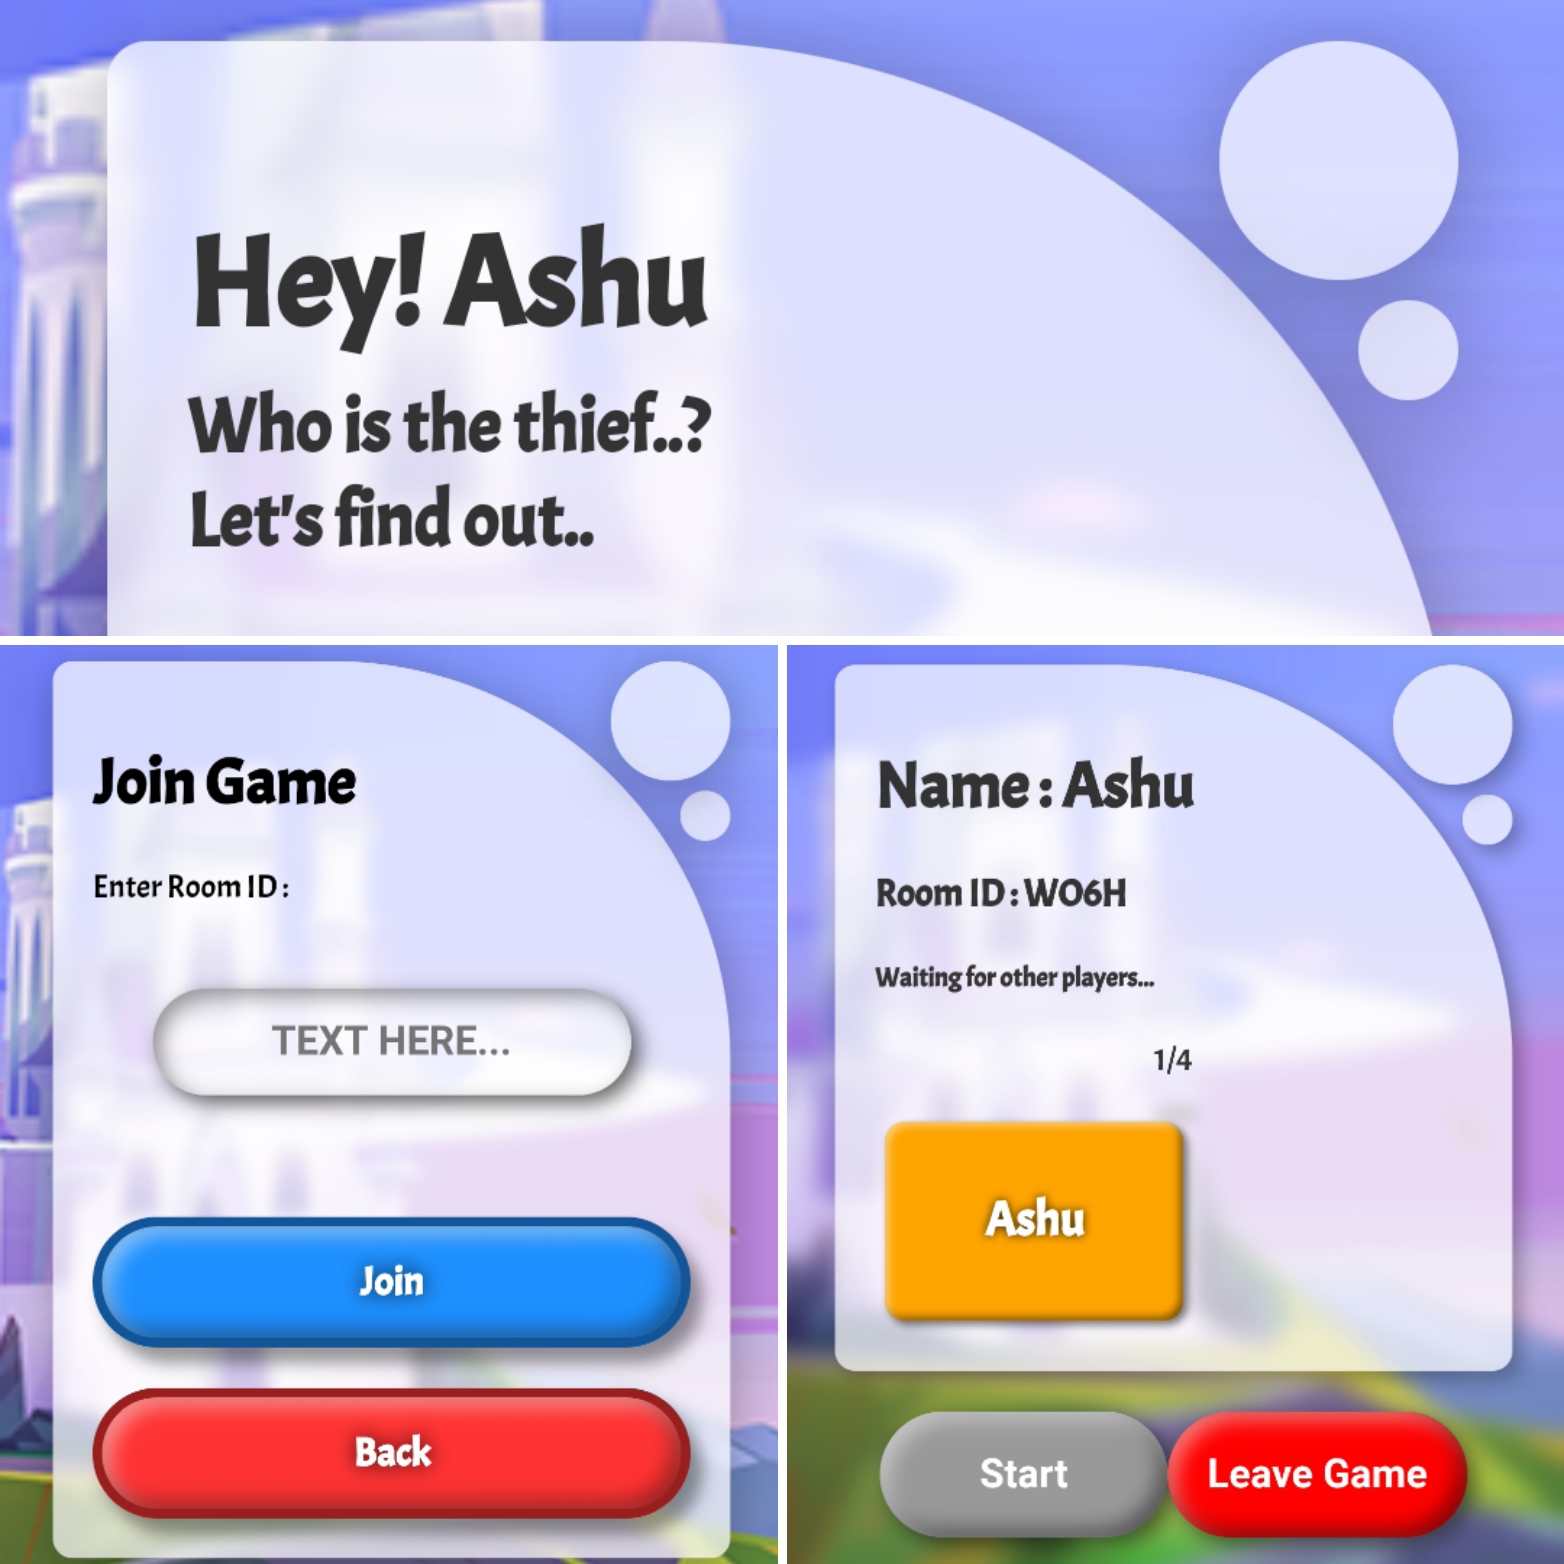 Hey! Ashu
Who is the thief..?
Let's find out..
Join Game
Enter Room ID :
TEXT HERE...
Join
Back
Name : Ashu
Room ID : WO6H
Waiting for other players...
1/4
Ashu
Start
Leave Game